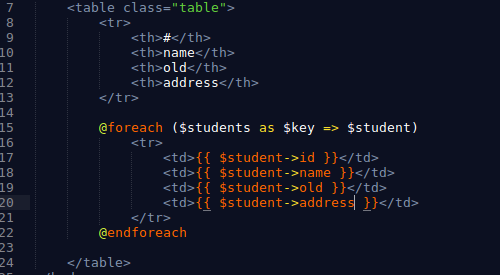 7 <table class="table">
8 <tr>
9 <th>#</th>
10 <th>name</th>
11 <th>old</th>
12 <th>address</th>
13 </tr>
14
15 @foreach ($students as $key => $student)
16 <tr>
17 <td>{{ $student->id }}</td>
18 <td>{{ $student->name }}</td>
19 <td>{{ $student->old }}</td>
20 <td>{{ $student->address }}</td>
21 </tr>
22 @endforeach
23
24 </table>